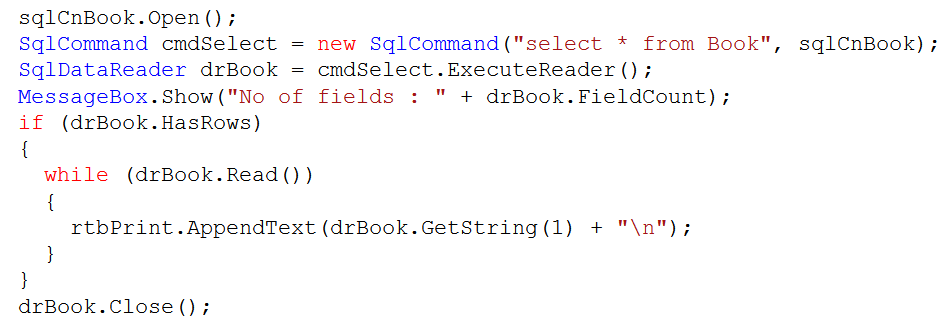 sqlCnBook.Open();
SqlCommand cmdSelect = new SqlCommand("select * from Book", sqlCnBook);
SqlDataReader drBook = cmdSelect.ExecuteReader();
MessageBox.Show("No of fields : " + drBook.FieldCount);
if (drBook.HasRows)
{
  while (drBook.Read())
  {
    rtbPrint.AppendText(drBook.GetString(1) + "\n");
  }
}
drBook.Close();